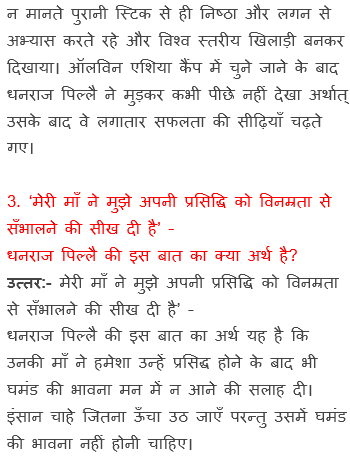 न मानते पुरानी स्टिक से ही निष्ठा और लगन से
अभ्यास करते रहे और विश्व स्तरीय खिलाड़ी बनकर
दिखाया। ऑलविन एशिया कैंप में चुने जाने के बाद
धनराज पिल्लै ने मुड़कर कभी पीछे नहीं देखा अर्थात्
उसके बाद वे लगातार सफलता की सीढ़ियाँ चढ़ते
गए।
3. ‘मेरी माँ ने मुझे अपनी प्रसिद्धि को विनम्रता से
सँभालने की सीख दी है’ -
धनराज पिल्लै की इस बात का क्या अर्थ है?
उत्तर:- मेरी माँ ने मुझे अपनी प्रसिद्धि को विनम्रता
से सँभालने की सीख दी है’ -
धनराज पिल्लै की इस बात का अर्थ यह है कि
उनकी माँ ने हमेशा उन्हें प्रसिद्ध होने के बाद भी
घमंड की भावना मन में न आने की सलाह दी।
इंसान चाहे जितना ऊँचा उठ जाएँ परन्तु उसमें घमंड
की भावना नहीं होनी चाहिए।